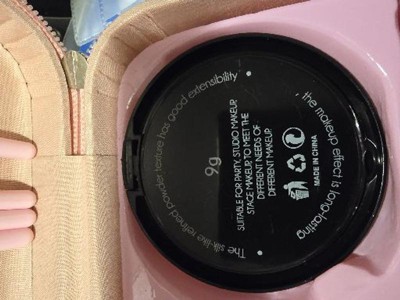 The silk-like refined powder texture has good extensibility
9g
SUITABLE FOR PARTY, STUDIO MAKEUP
STAGE MAKEUP, TO MEET THE
DIFFERENT NEEDS OF
DIFFERENT MAKEUP
MADE IN CHINA
, the makeup effect is long-lasting